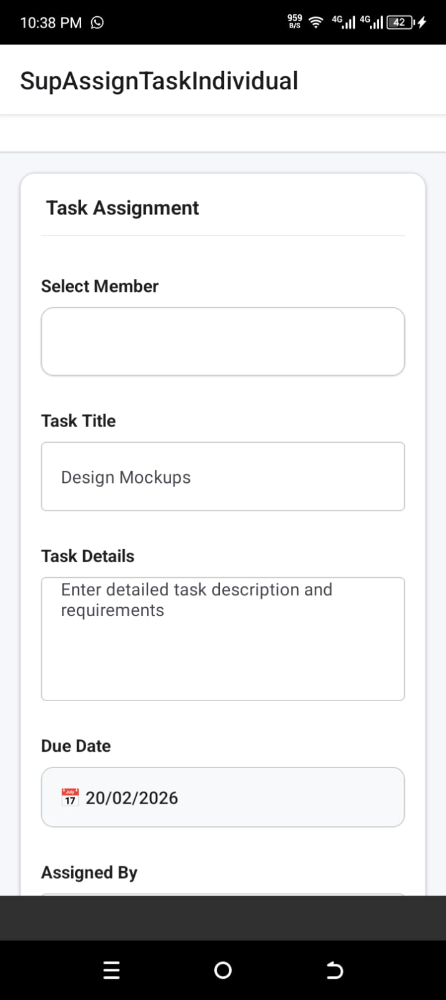 10:38 PM
959
B/S
4G
4G
42
SupAssignTaskIndividual
Task Assignment
Select Member
Task Title
Design Mockups
Task Details
Enter detailed task description and
requirements
Due Date
July
17
20/02/2026
Assigned By